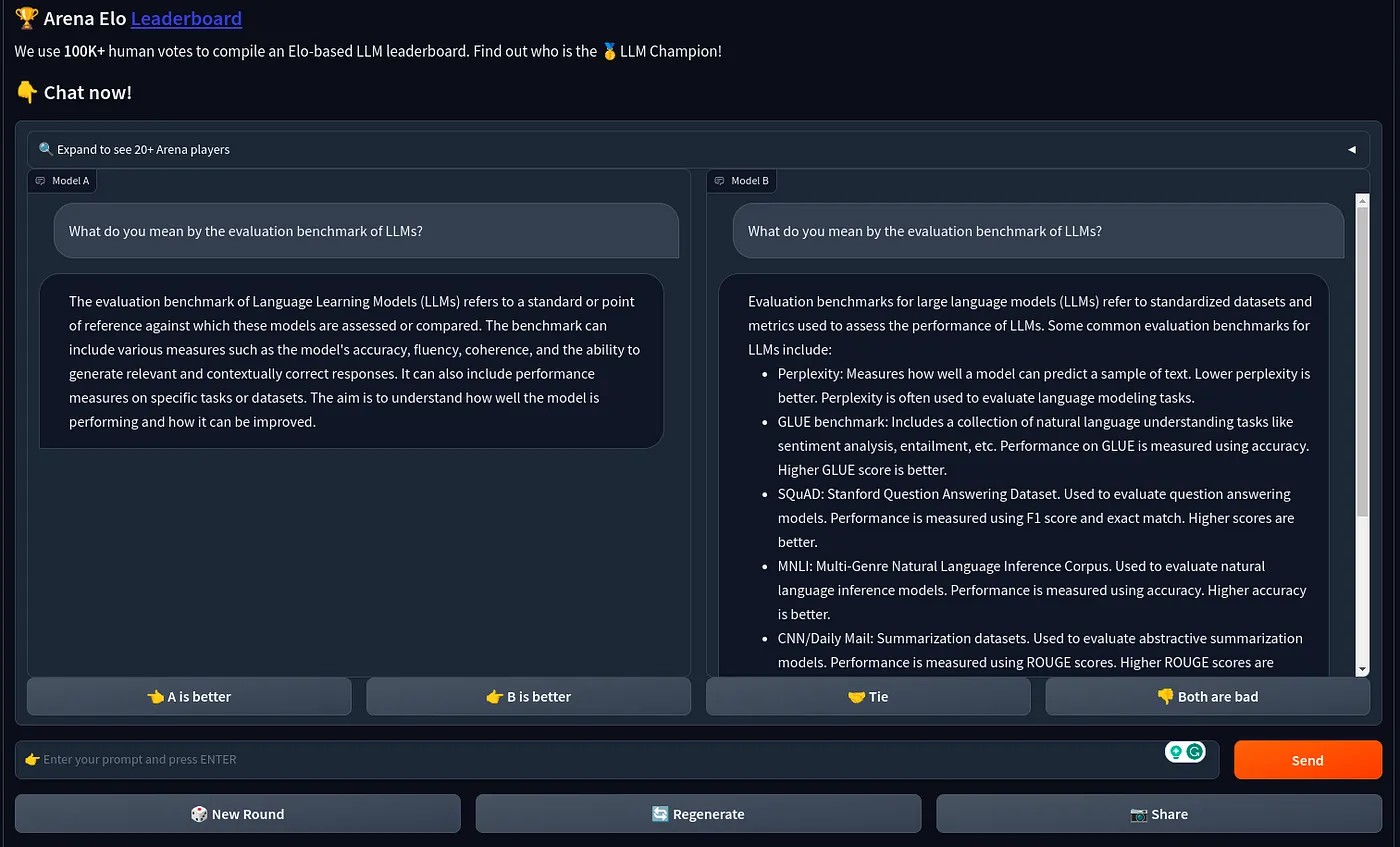 🏆 Arena Elo Leaderboard
We use 100K+ human votes to compile an Elo-based LLM leaderboard. Find out who is the 🥇 LLM Champion!
👇 Chat now!
🔍 Expand to see 20+ Arena players
Model A
What do you mean by the evaluation benchmark of LLMs?
The evaluation benchmark of Language Learning Models (LLMs) refers to a standard or point
of reference against which these models are assessed or compared. The benchmark can
include various measures such as the model's accuracy, fluency, coherence, and the ability to
generate relevant and contextually correct responses. It can also include performance
measures on specific tasks or datasets. The aim is to understand how well the model is
performing and how it can be improved.
Model B
What do you mean by the evaluation benchmark of LLMs?
Evaluation benchmarks for large language models (LLMs) refer to standardized datasets and
metrics used to assess the performance of LLMs. Some common evaluation benchmarks for
LLMs include:
• Perplexity: Measures how well a model can predict a sample of text. Lower perplexity is
better. Perplexity is often used to evaluate language modeling tasks.
• GLUE benchmark: Includes a collection of natural language understanding tasks like
sentiment analysis, entailment, etc. Performance on GLUE is measured using accuracy.
Higher GLUE score is better.
• SQuAD: Stanford Question Answering Dataset. Used to evaluate question answering
models. Performance is measured using F1 score and exact match. Higher scores are
better.
• MNLI: Multi-Genre Natural Language Inference Corpus. Used to evaluate natural
language inference models. Performance is measured using accuracy. Higher accuracy
is better.
• CNN/Daily Mail: Summarization datasets. Used to evaluate abstractive summarization
models. Performance is measured using ROUGE scores. Higher ROUGE scores are
👈 A is better
👉 B is better
🤝 Tie
👎 Both are bad
👉 Enter your prompt and press ENTER
Send
🎲 New Round
🔄 Regenerate
📷 Share